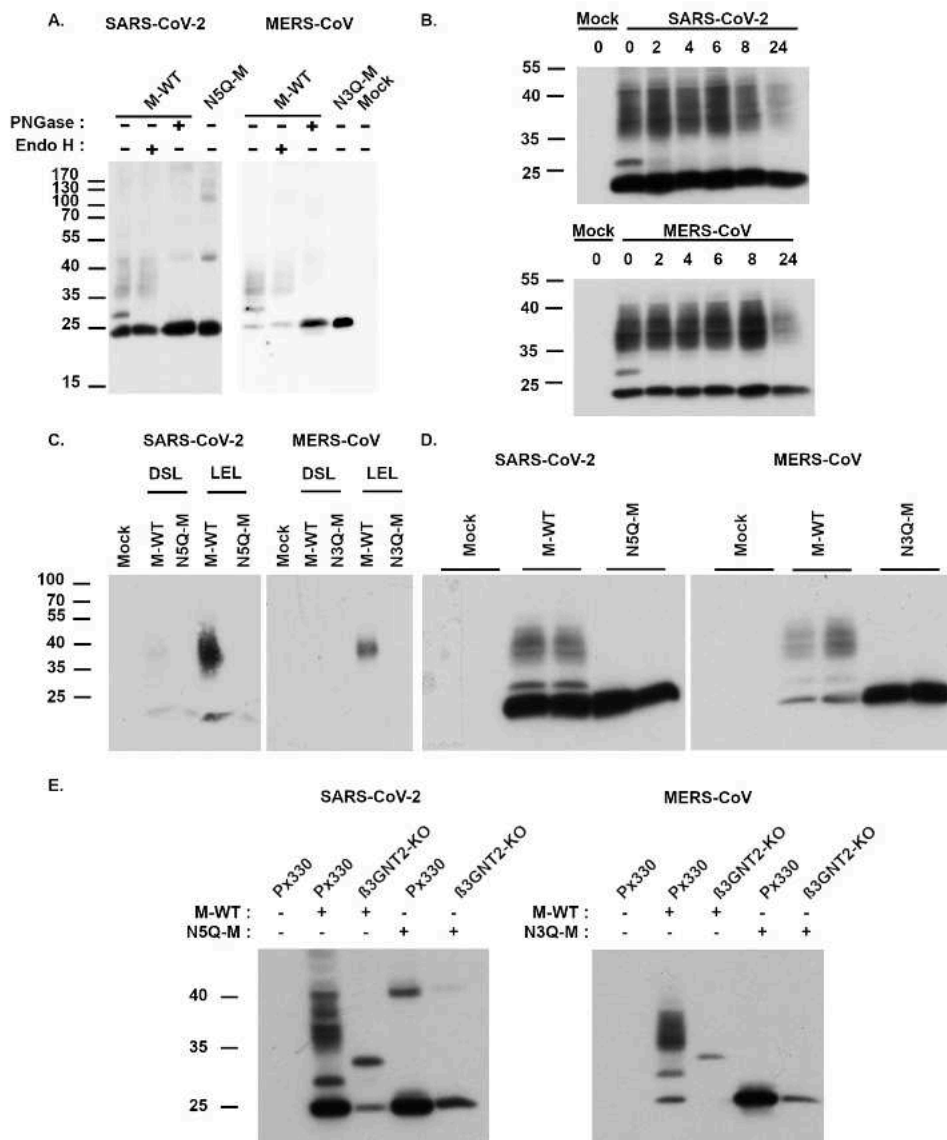 A.
SARS-CoV-2 MERS-CoV
M-WT N5Q-M M-WT N3Q-M Mock
PNGase : - - + - - - + - -
Endo H : - + - - - + - - -
170
130
100
70
55
40
35
25
15
B.
Mock SARS-CoV-2
0 0 2 4 6 8 24
55
40
35
25
Mock MERS-CoV
0 0 2 4 6 8 24
55
40
35
25
C.
SARS-CoV-2 MERS-CoV
DSL LEL DSL LEL
Mock M-WT N5Q-M M-WT N5Q-M Mock M-WT N3Q-M M-WT N3Q-M
100
70
55
40
35
25
D.
SARS-CoV-2 MERS-CoV
Mock M-WT N5Q-M Mock M-WT N3Q-M
E.
SARS-CoV-2 MERS-CoV
Px330 Px330 ß3GNT2-KO Px330 ß3GNT2-KO Px330 Px330 ß3GNT2-KO Px330 ß3GNT2-KO
M-WT : - + + - - M-WT : - + + - -
N5Q-M : - - - + + N3Q-M : - - - + +
40
35
25